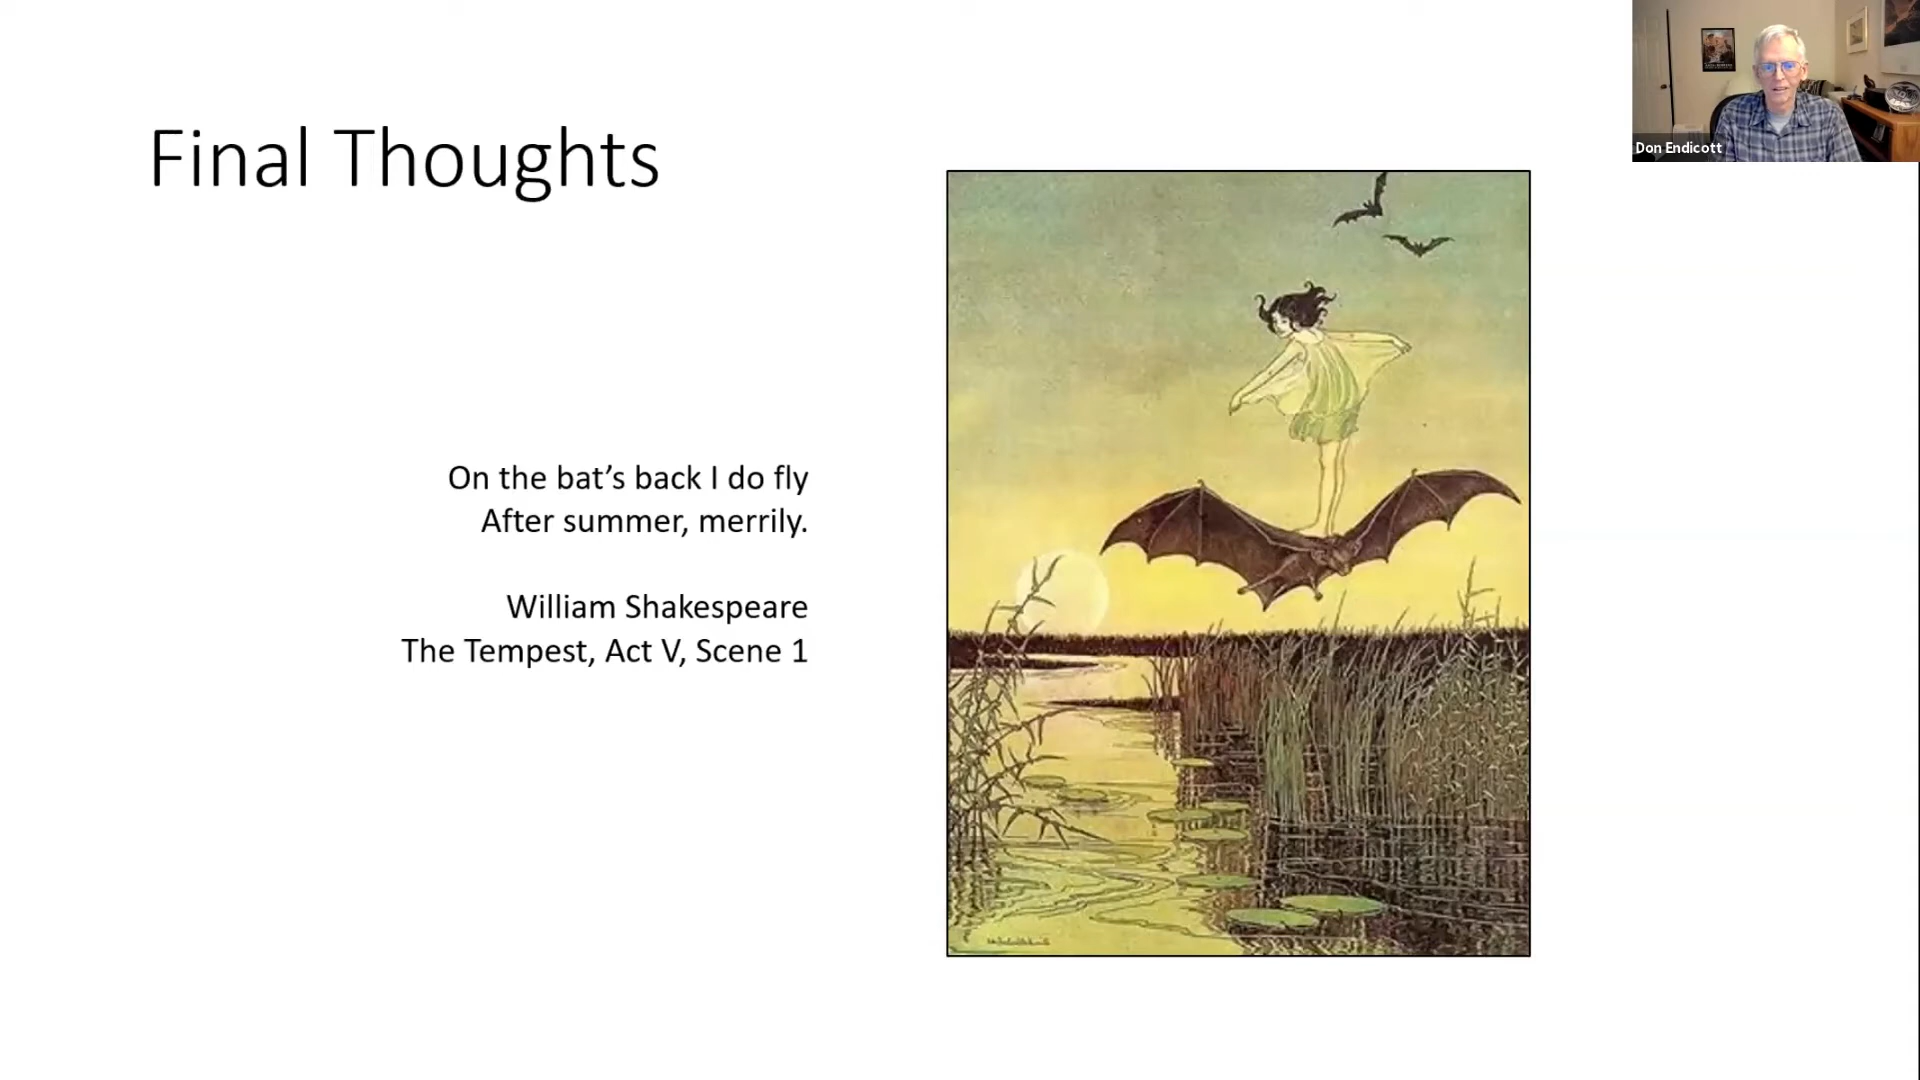 Final Thoughts
On the bat’s back I do fly
After summer, merrily.
William Shakespeare
The Tempest, Act V, Scene 1
Don Endicott